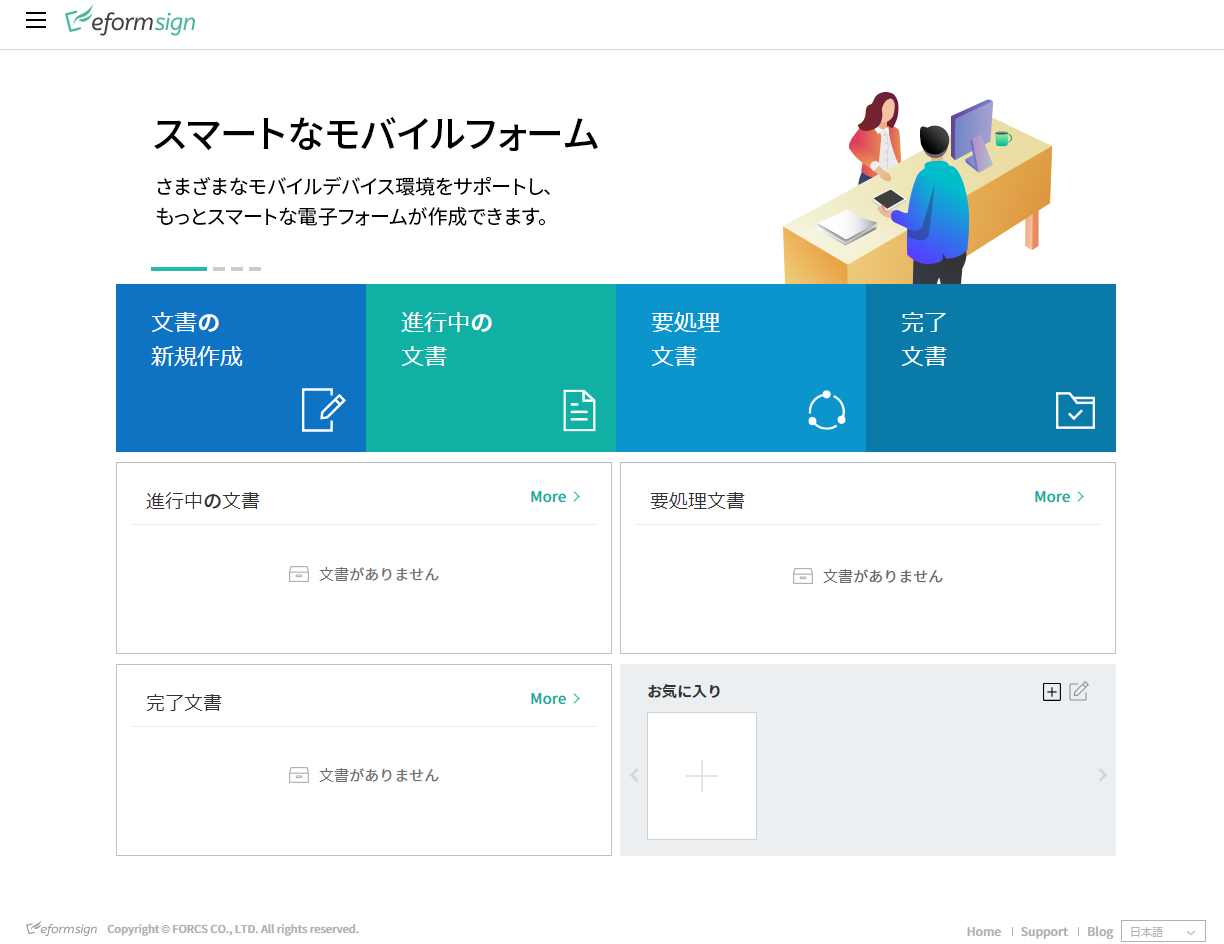 eformsign
スマートなモバイルフォーム
さまざまなモバイルデバイス環境をサポートし、
もっとスマートな電子フォームが作成できます。
文書の
新規作成
進行中の
文書
要処理
文書
完了
文書
進行中の文書
More
文書がありません
要処理文書
More
文書がありません
完了文書
More
文書がありません
お気に入り
eformsign Copyright © FORCS CO., LTD. All rights reserved.
Home | Support | Blog 日本語